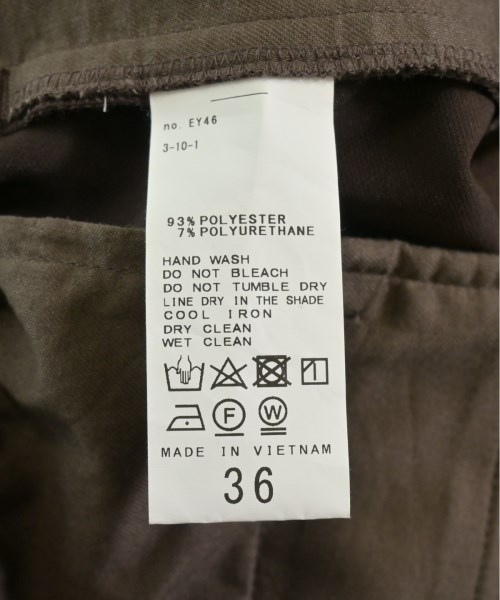 no. EY46
3-10-1
93% POLYESTER
7% POLYURETHANE
HAND WASH
DO NOT BLEACH
DO NOT TUMBLE DRY
LINE DRY IN THE SHADE
COOL IRON
DRY CLEAN
WET CLEAN
F W
MADE IN VIETNAM
36